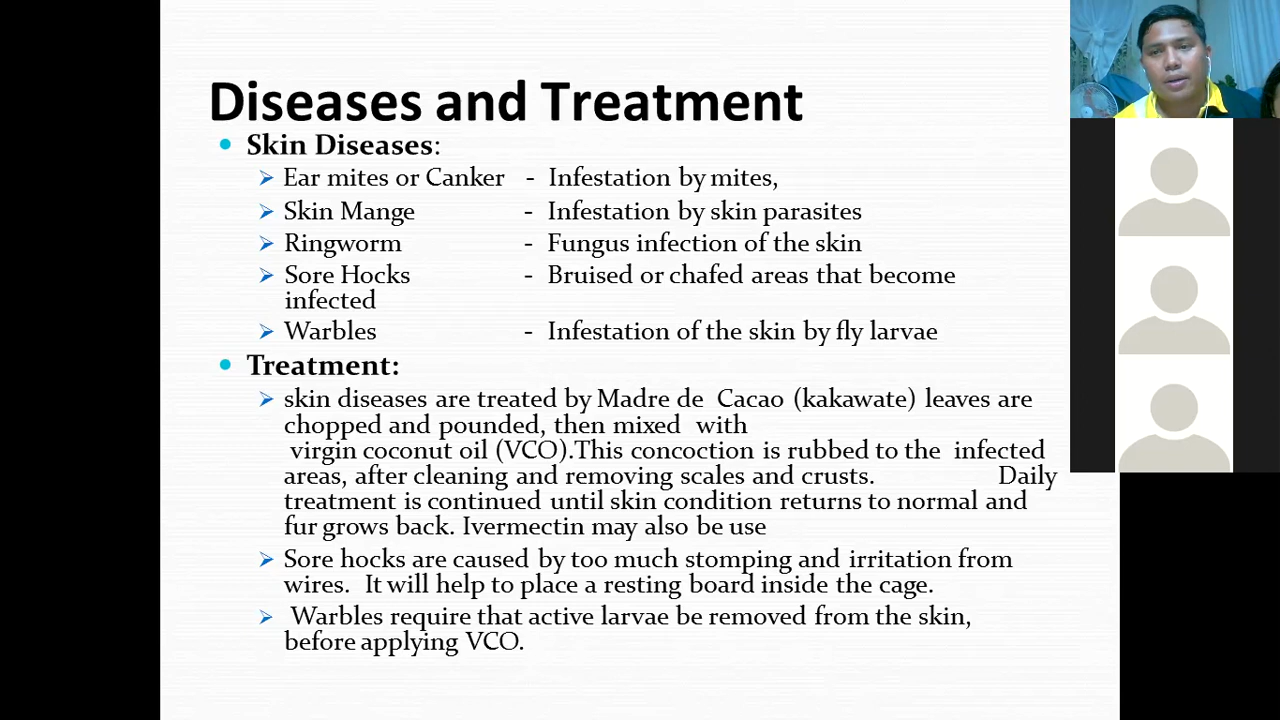 Diseases and Treatment
Skin Diseases:
Ear mites or Canker - Infestation by mites,
Skin Mange - Infestation by skin parasites
Ringworm - Fungus infection of the skin
Sore Hocks - Bruised or chafed areas that become
infected
Warbles - Infestation of the skin by fly larvae
Treatment:
skin diseases are treated by Madre de Cacao (kakawate) leaves are
chopped and pounded, then mixed with
virgin coconut oil (VCO).This concoction is rubbed to the infected
areas, after cleaning and removing scales and crusts. Daily
treatment is continued until skin condition returns to normal and
fur grows back. Ivermectin may also be use
Sore hocks are caused by too much stomping and irritation from
wires. It will help to place a resting board inside the cage.
Warbles require that active larvae be removed from the skin,
before applying VCO.